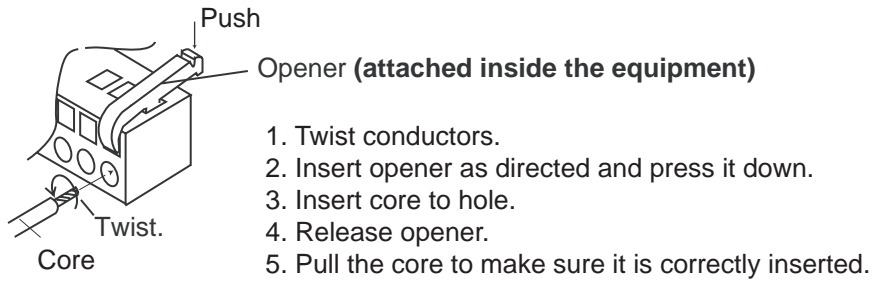 Push
Opener (attached inside the equipment)
1. Twist conductors.
2. Insert opener as directed and press it down.
3. Insert core to hole.
4. Release opener.
5. Pull the core to make sure it is correctly inserted.
Twist.
Core